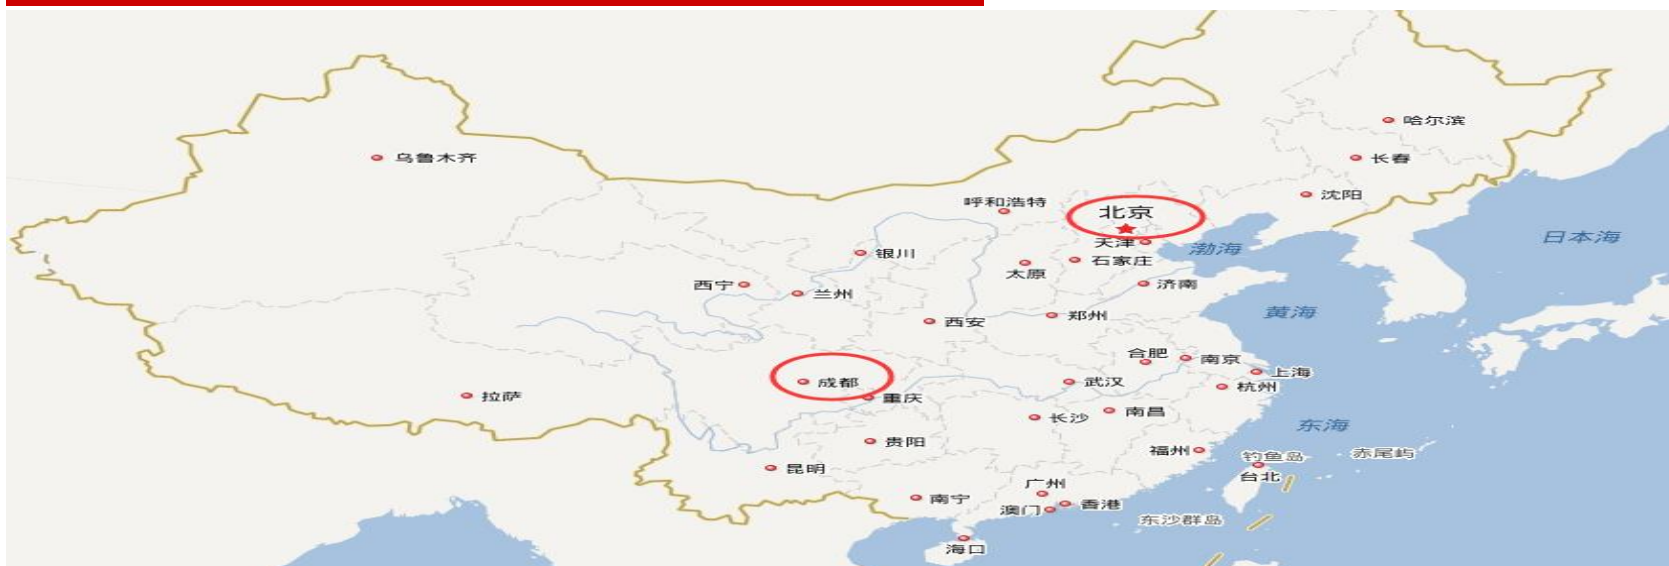 哈尔滨
乌鲁木齐
长春
沈阳
呼和浩特
北京
天津
渤海
日本海
银川
石家庄
太原
西宁
兰州
济南
西安
郑州
黄海
合肥
南京
上海
成都
武汉
杭州
拉萨
重庆
长沙
南昌
东海
贵阳
福州
钓鱼岛
赤尾屿
昆明
台北
广州
南宁
澳门
香港
东沙群岛
海口